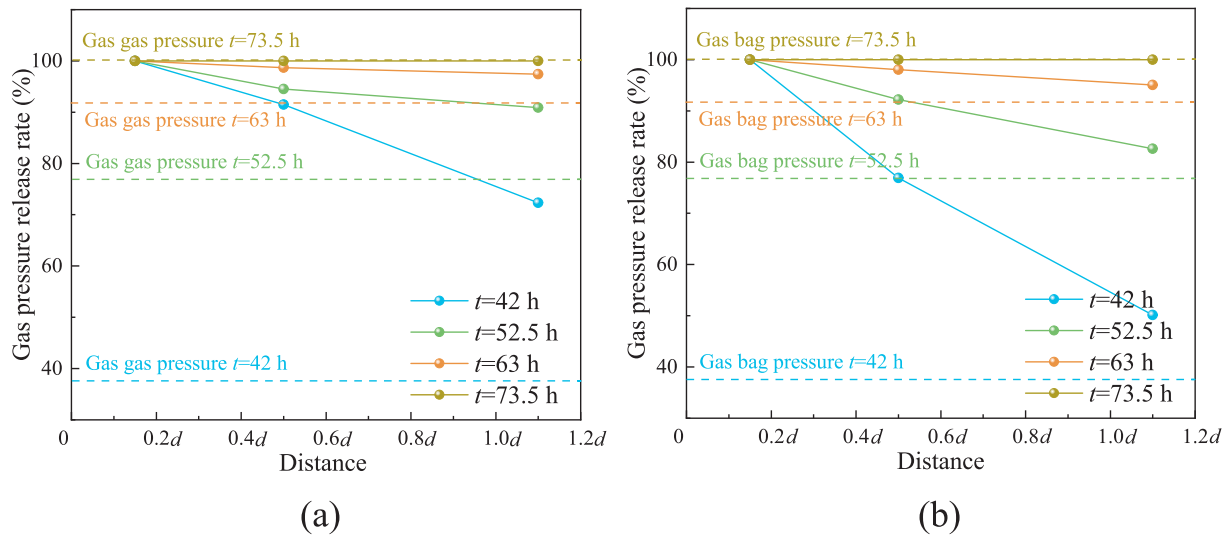 Gas pressure release rate (%)
100
80
60
40
Gas gas pressure t=73.5 h
Gas gas pressure t=63 h
Gas gas pressure t=52.5 h
Gas gas pressure t=42 h
t=42 h
t=52.5 h
t=63 h
t=73.5 h
0 0.2d 0.4d 0.6d 0.8d 1.0d 1.2d
Distance
(a)
Gas pressure release rate (%)
100
80
60
40
Gas bag pressure t=73.5 h
Gas bag pressure t=63 h
Gas bag pressure t=52.5 h
Gas bag pressure t=42 h
t=42 h
t=52.5 h
t=63 h
t=73.5 h
0 0.2d 0.4d 0.6d 0.8d 1.0d 1.2d
Distance
(b)